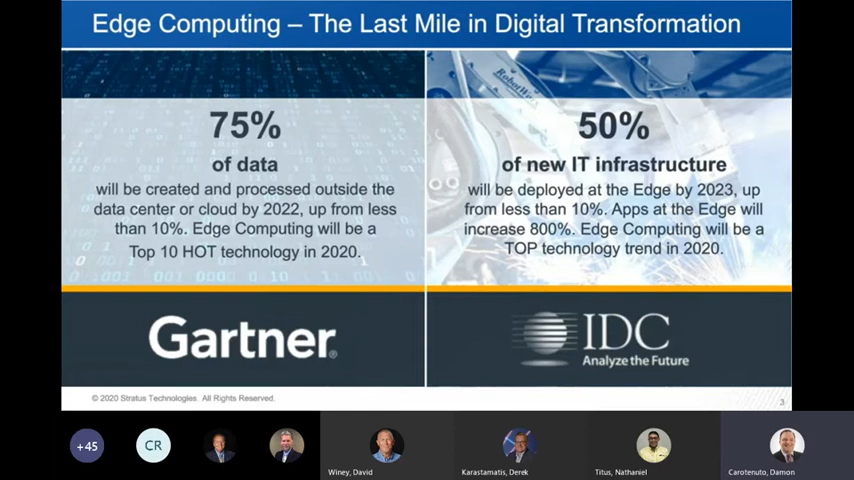 Edge Computing – The Last Mile in Digital Transformation
75%
of data
will be created and processed outside the
data center or cloud by 2022, up from less
than 10%. Edge Computing will be a
Top 10 HOT technology in 2020.
50%
of new IT infrastructure
will be deployed at the Edge by 2023, up
from less than 10%. Apps at the Edge will
increase 800%. Edge Computing will be a
TOP technology trend in 2020.
Gartner®
IDC
Analyze the Future
© 2020 Stratus Technologies. All Rights Reserved.
3
+45
CR
Winey, David
Karastamatis, Derek
Titus, Nathaniel
Carotenuto, Damon